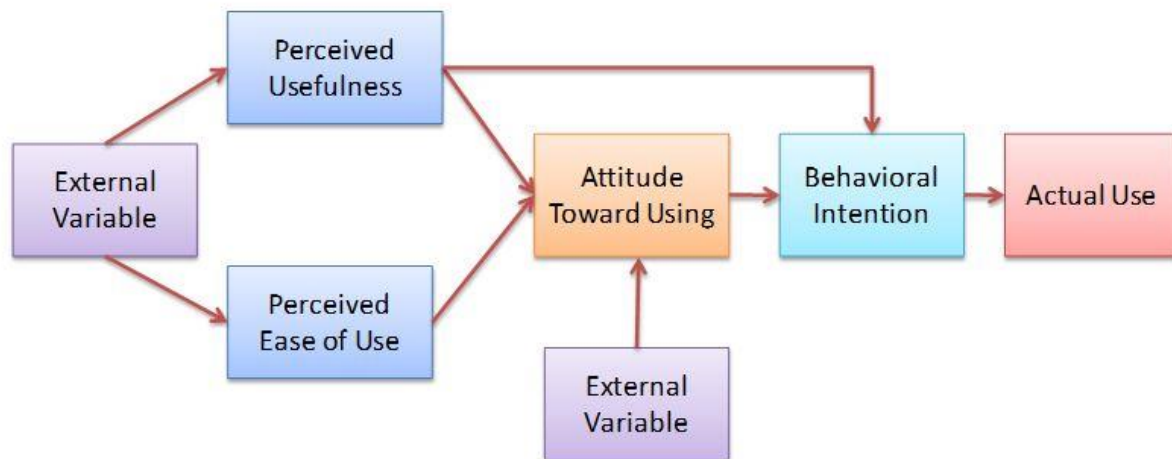 Perceived
Usefulness
External
Variable
Perceived
Ease of Use
Attitude
Toward Using
External
Variable
Behavioral
Intention
Actual Use